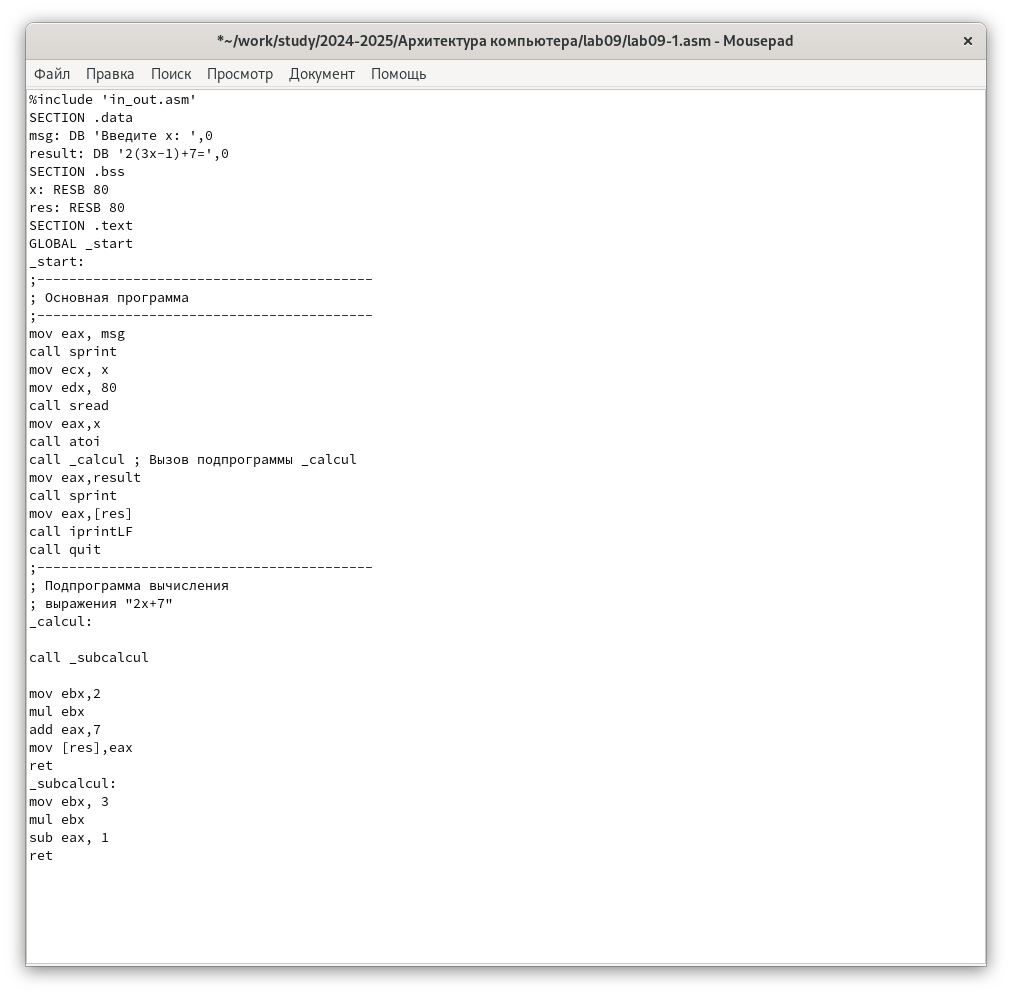 *~/work/study/2024-2025/Архитектура компьютера/lab09/lab09-1.asm - Mousepad
×
Файл Правка Поиск Просмотр Документ Помощь
%include 'in_out.asm'
SECTION .data
msg: DB 'Введите x: ',0
result: DB '2(3x-1)+7=',0
SECTION .bss
x: RESB 80
res: RESB 80
SECTION .text
GLOBAL _start
_start:
;------------------------------------------
; Основная программа
;------------------------------------------
mov eax, msg
call sprint
mov ecx, x
mov edx, 80
call sread
mov eax,x
call atoi
call _calcul ; Вызов подпрограммы _calcul
mov eax,result
call sprint
mov eax,[res]
call iprintLF
call quit
;------------------------------------------
; Подпрограмма вычисления
; выражения "2x+7"
_calcul:
call _subcalcul
mov ebx,2
mul ebx
add eax,7
mov [res],eax
ret
_subcalcul:
mov ebx, 3
mul ebx
sub eax, 1
ret